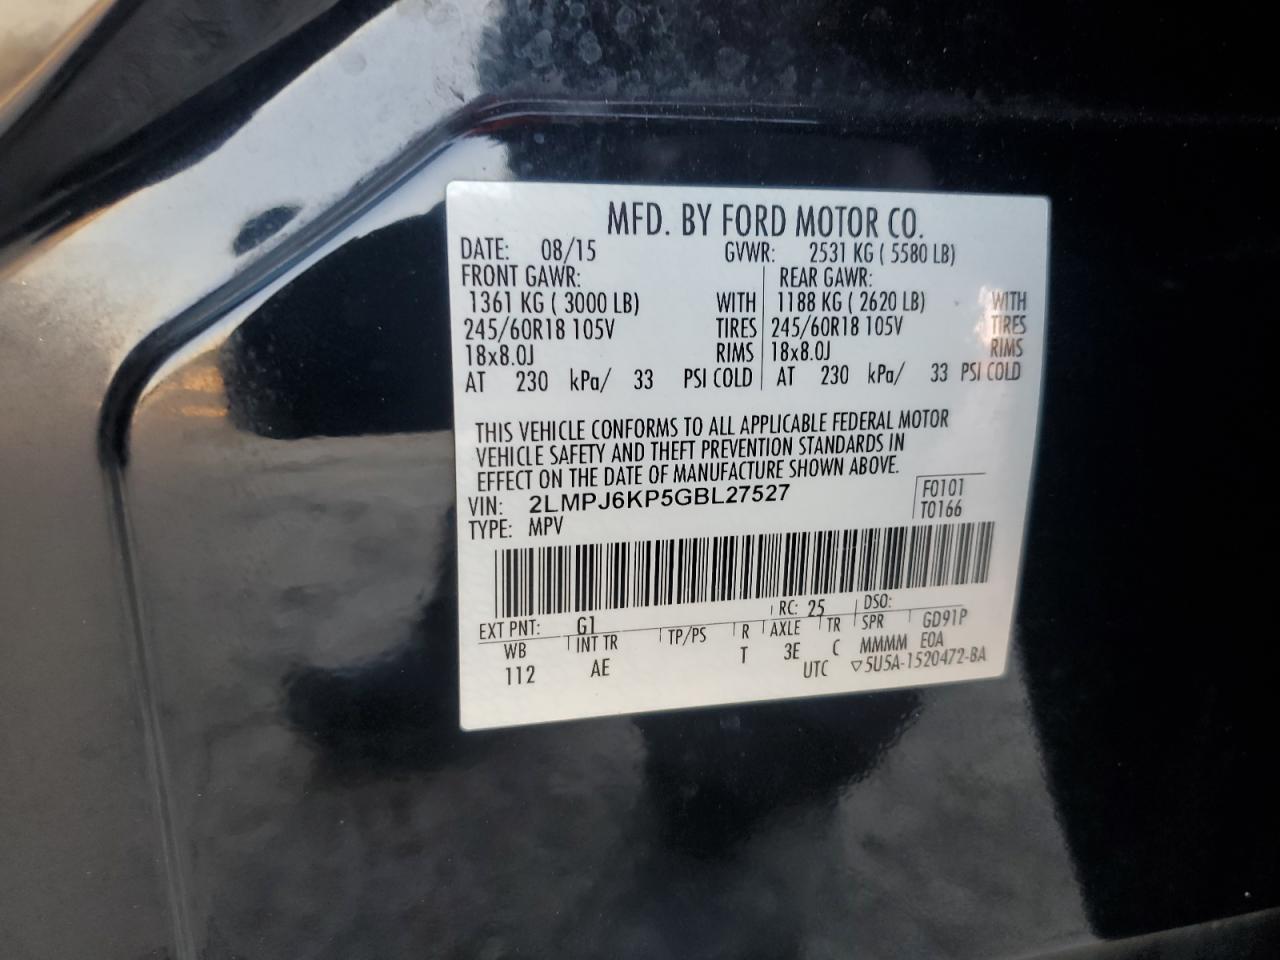 MFD. BY FORD MOTOR CO.
DATE: 08/15 GVWR: 2531 KG ( 5580 LB)
FRONT GAWR: REAR GAWR:
1361 KG ( 3000 LB) WITH 1188 KG ( 2620 LB) WITH
245/60R18 105V TIRES 245/60R18 105V TIRES
18x8.0J RIMS 18x8.0J RIMS
AT 230 kPa/ 33 PSI COLD AT 230 kPa/ 33 PSI COLD
THIS VEHICLE CONFORMS TO ALL APPLICABLE FEDERAL MOTOR
VEHICLE SAFETY AND THEFT PREVENTION STANDARDS IN
EFFECT ON THE DATE OF MANUFACTURE SHOWN ABOVE.
VIN: 2LMPJ6KP5GBL27527 F0101
TYPE: MPV T0166
EXT PNT: G1 RC: 25 DSO:
WB INT TR TP/PS R AXLE TR SPR GD91P
112 AE T 3E C MMMM EOA
UTC ▽5U5A-1520472-BA